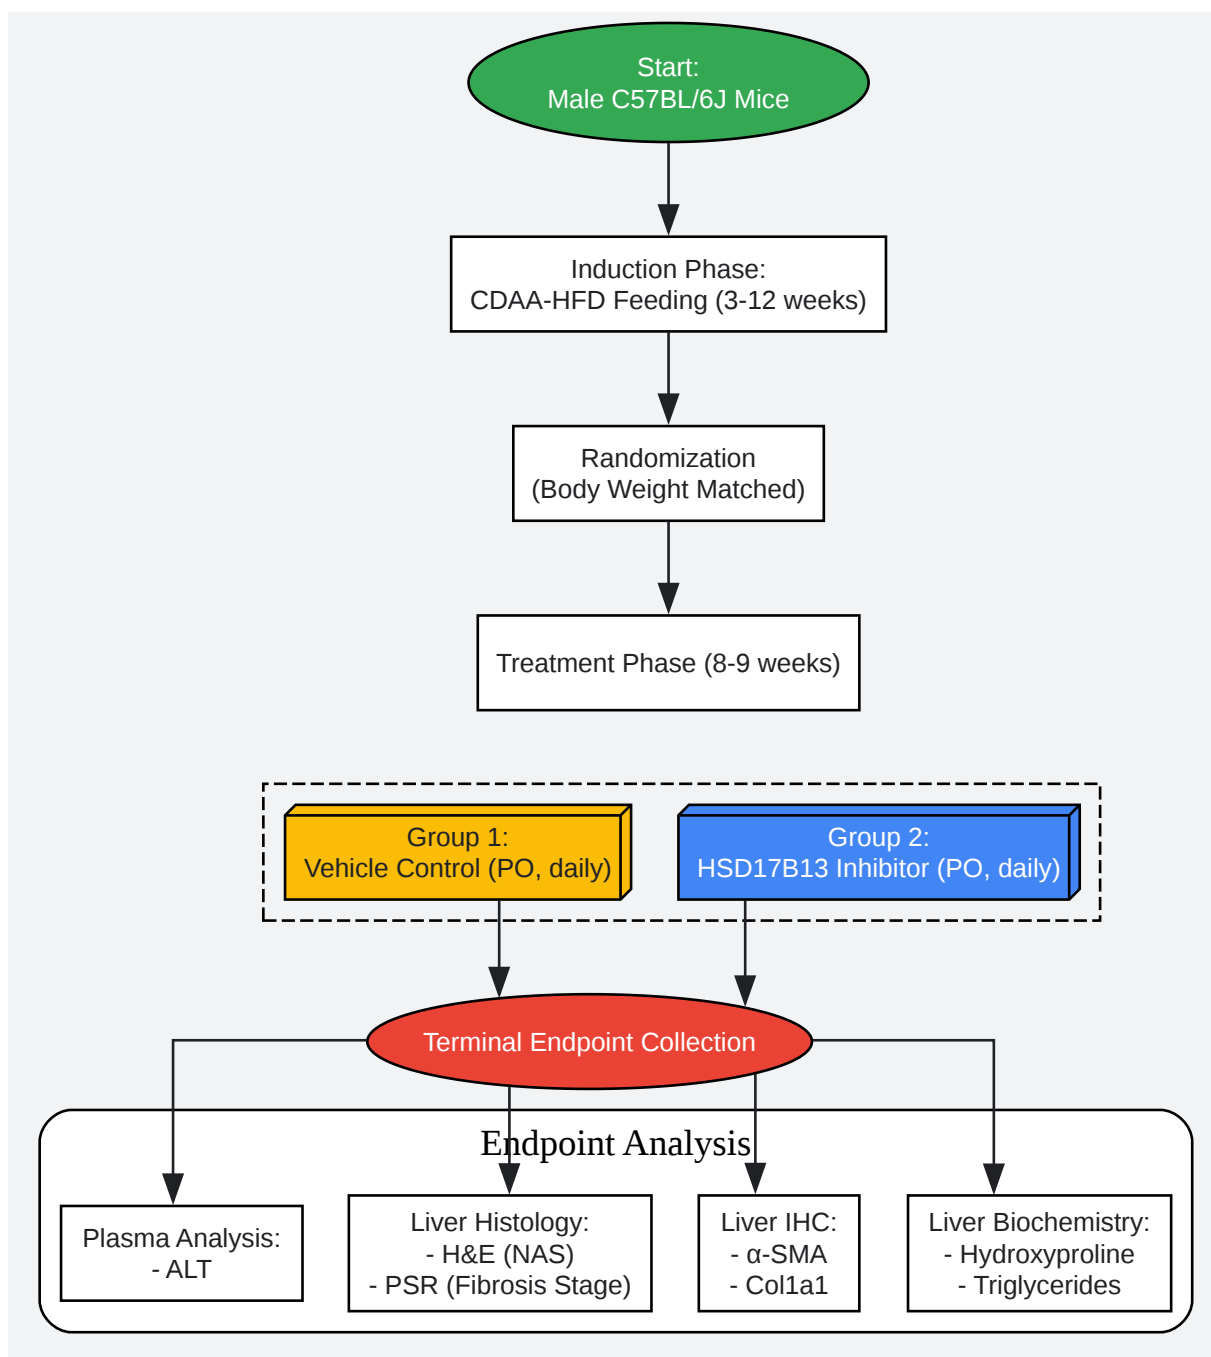 Start:
Male C57BL/6J Mice
Induction Phase:
CDAA-HFD Feeding (3-12 weeks)
Randomization
(Body Weight Matched)
Treatment Phase (8-9 weeks)
Group 1:
Vehicle Control (PO, daily)
Group 2:
HSD17B13 Inhibitor (PO, daily)
Terminal Endpoint Collection
Endpoint Analysis
Plasma Analysis:
- ALT
Liver Histology:
- H&E (NAS)
- PSR (Fibrosis Stage)
Liver IHC:
- α-SMA
- Col1a1
Liver Biochemistry:
- Hydroxyproline
- Triglycerides